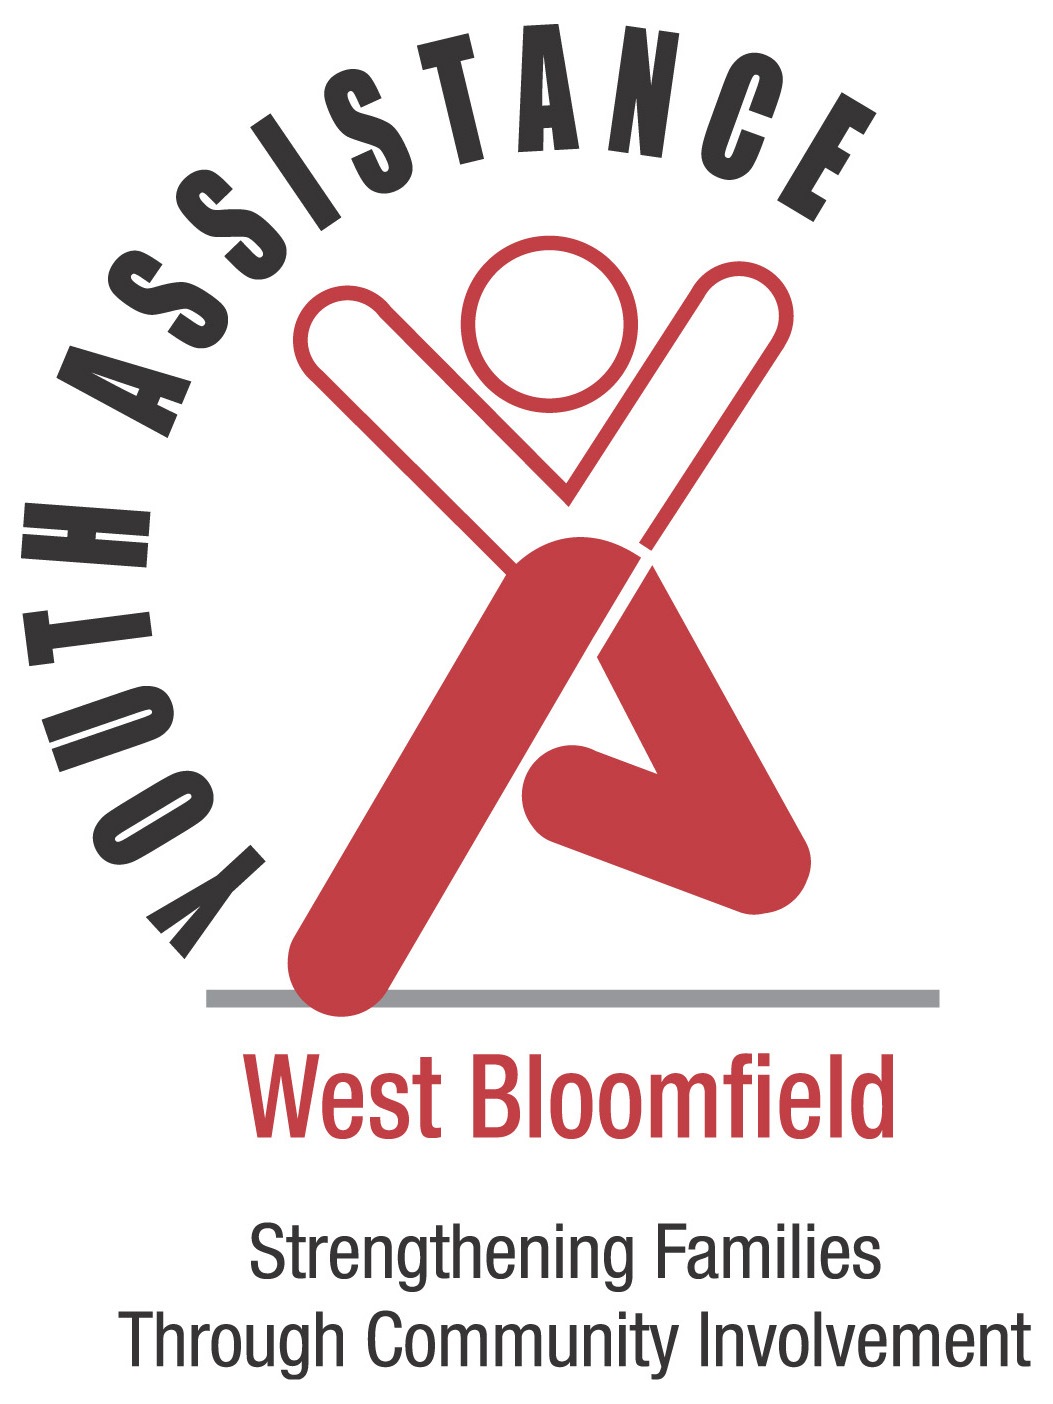 YOUTH ASSISTANCE
West Bloomfield
Strengthening Families
Through Community Involvement